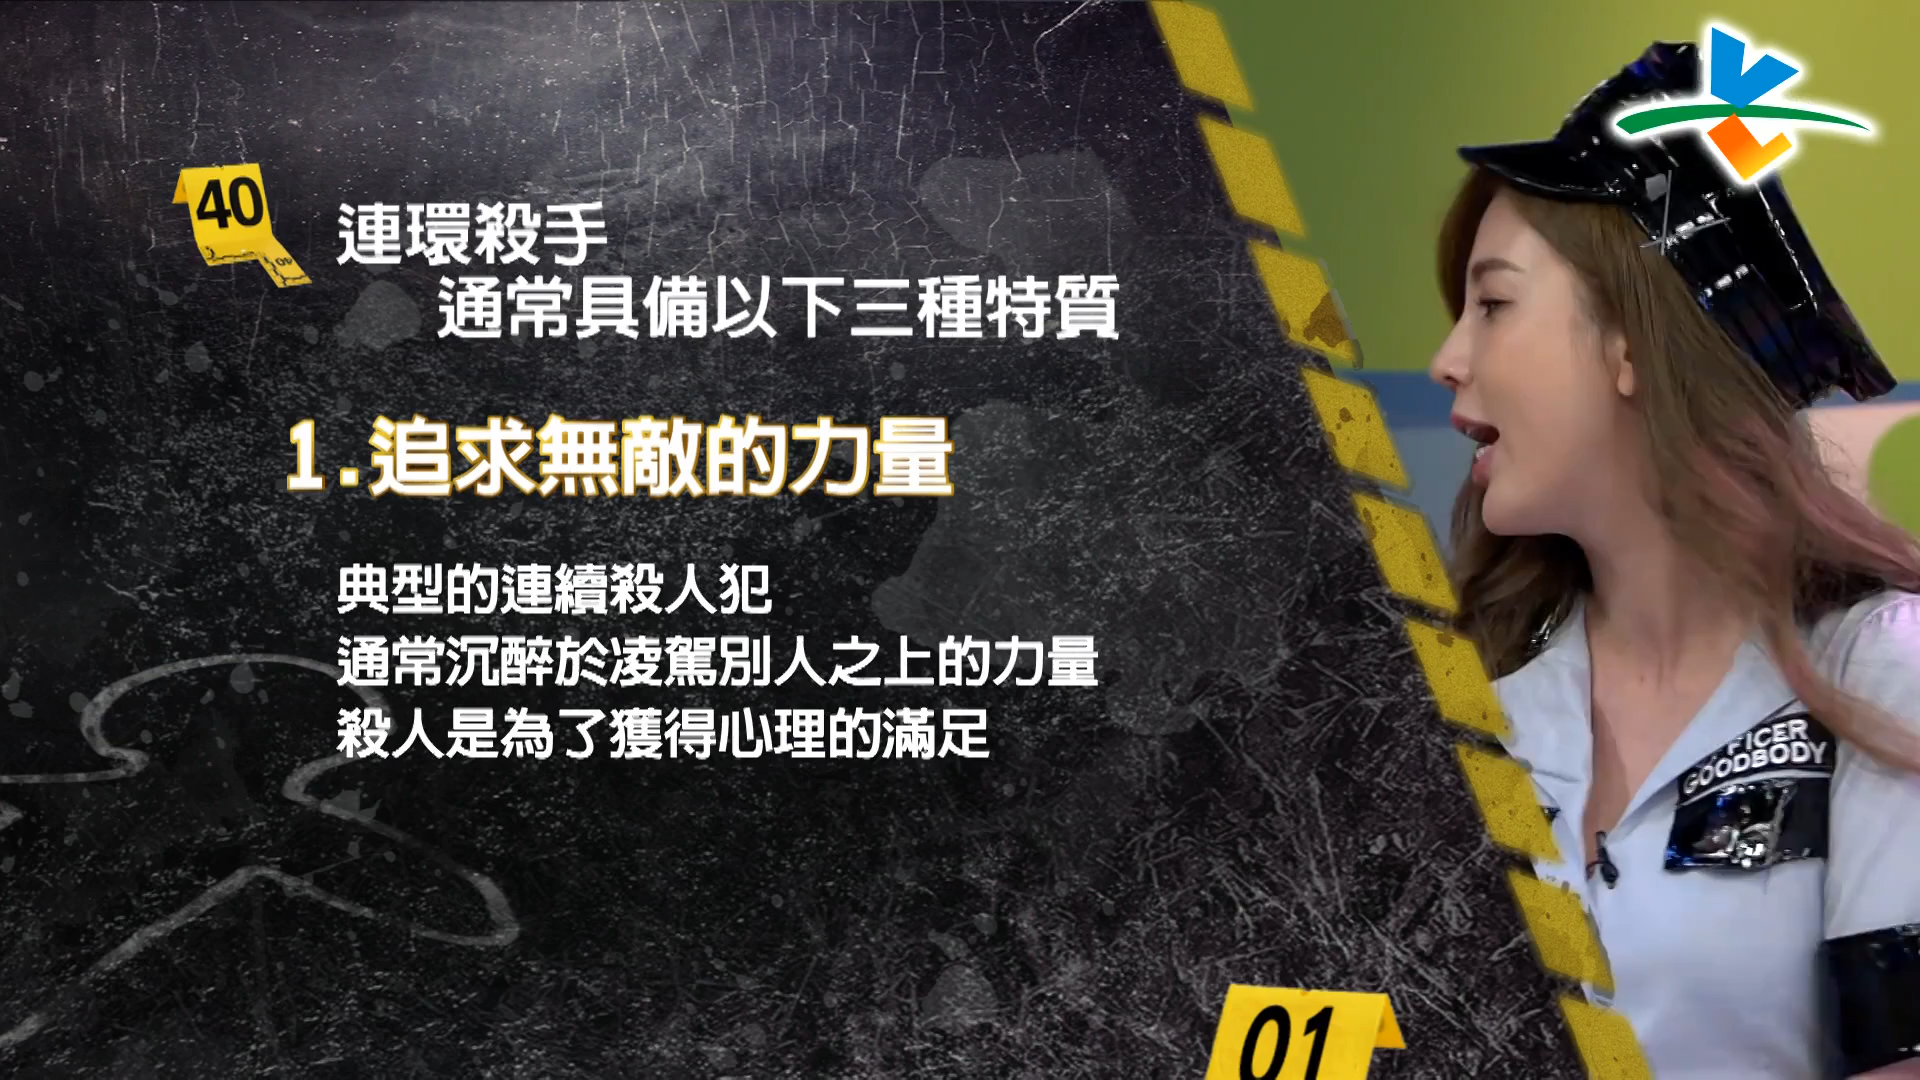 40
連環殺手
通常具備以下三種特質
1.追求無敵的力量
典型的連續殺人犯
通常沉醉於凌駕別人之上的力量
殺人是為了獲得心理的滿足
FICER
GOODBODY
01